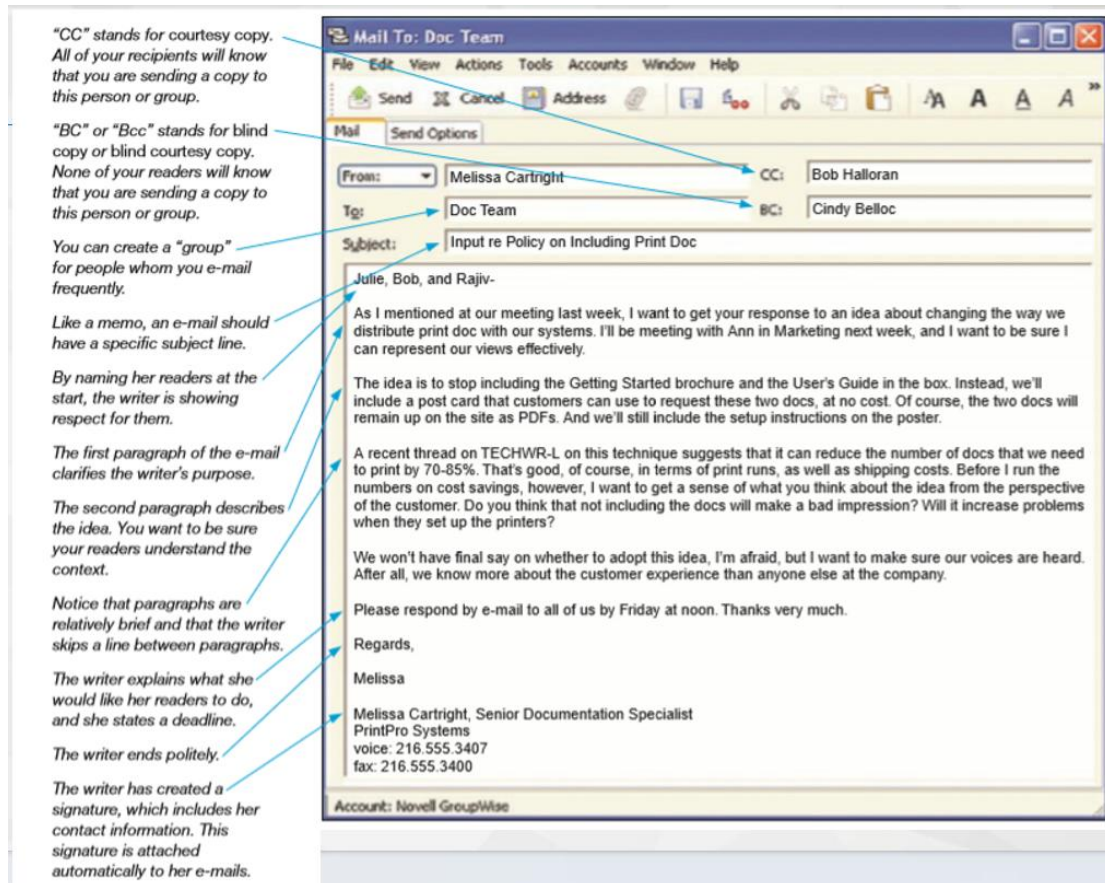 “CC” stands for courtesy copy.
All of your recipients will know
that you are sending a copy to
this person or group.
“BC” or “Bcc” stands for blind
copy or blind courtesy copy.
None of your readers will know
that you are sending a copy to
this person or group.
You can create a “group”
for people whom you e-mail
frequently.
Like a memo, an e-mail should
have a specific subject line.
By naming her readers at the
start, the writer is showing
respect for them.
The first paragraph of the e-mail
clarifies the writer’s purpose.
The second paragraph describes
the idea. You want to be sure
your readers understand the
context.
Notice that paragraphs are
relatively brief and that the writer
skips a line between paragraphs.
The writer explains what she
would like her readers to do,
and she states a deadline.
The writer ends politely.
The writer has created a
signature, which includes her
contact information. This
signature is attached
automatically to her e-mails.
Mail To: Doc Team
File Edit View Actions Tools Accounts Window Help
Send Cancel Address A A A A »
Mail Send Options
From: Melissa Cartright CC: Bob Halloran
To: Doc Team BC: Cindy Belloc
Subject: Input re Policy on Including Print Doc
Julie, Bob, and Rajiv-
As I mentioned at our meeting last week, I want to get your response to an idea about changing the way we
distribute print doc with our systems. I’ll be meeting with Ann in Marketing next week, and I want to be sure I
can represent our views effectively.
The idea is to stop including the Getting Started brochure and the User’s Guide in the box. Instead, we’ll
include a post card that customers can use to request these two docs, at no cost. Of course, the two docs will
remain up on the site as PDFs. And we’ll still include the setup instructions on the poster.
A recent thread on TECHWR-L on this technique suggests that it can reduce the number of docs that we need
to print by 70-85%. That’s good, of course, in terms of print runs, as well as shipping costs. Before I run the
numbers on cost savings, however, I want to get a sense of what you think about the idea from the perspective
of the customer. Do you think that not including the docs will make a bad impression? Will it increase problems
when they set up the printers?
We won’t have final say on whether to adopt this idea, I’m afraid, but I want to make sure our voices are heard.
After all, we know more about the customer experience than anyone else at the company.
Please respond by e-mail to all of us by Friday at noon. Thanks very much.
Regards,
Melissa
Melissa Cartright, Senior Documentation Specialist
PrintPro Systems
voice: 216.555.3407
fax: 216.555.3400
Account: Novell GroupWise